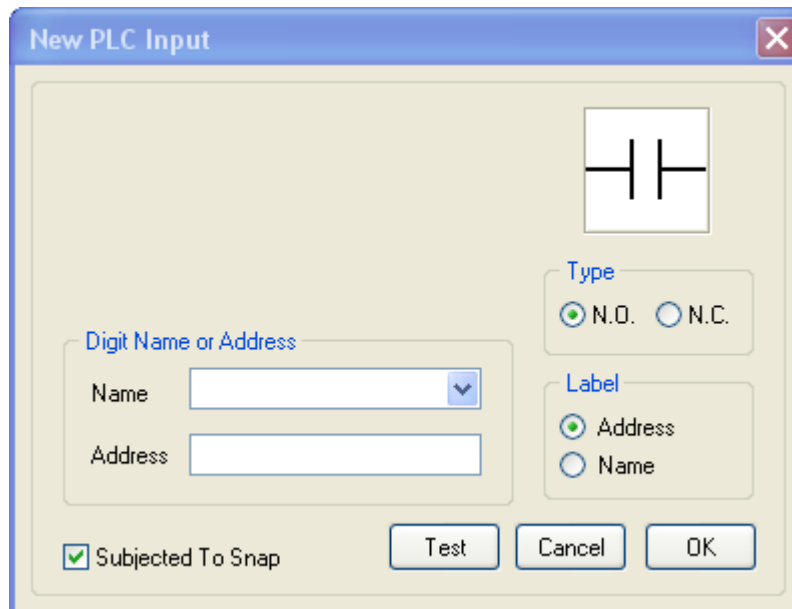 New PLC Input
Type
N.O. N.C.
Digit Name or Address
Name
Address
Label
Address
Name
Subjected To Snap
Test Cancel OK